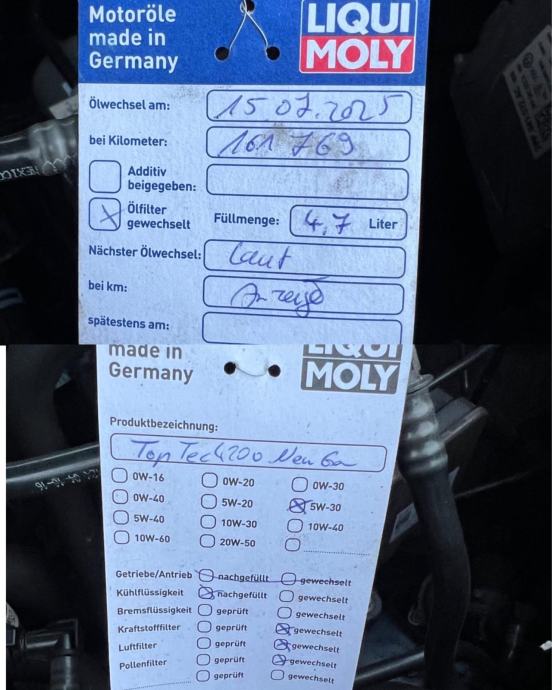 Motoröle
made in
Germany
LIQUI
MOLY
Ölwechsel am: 15.07.2025
bei Kilometer: 161 769
Additiv
beigegeben:
Ölfilter
gewechselt
Füllmenge: 4,7 Liter
Nächster Ölwechsel: laut
bei km: Anzeige
spätestens am:
made in
Germany
LIQUI
MOLY
Produktbezeichnung:
Top Tec 4200 New Gen
0W-16 0W-20 0W-30
0W-40 5W-20 5W-30
5W-40 10W-30 10W-40
10W-60 20W-50
Getriebe/Antrieb nachgefüllt gewechselt
Kühlflüssigkeit nachgefüllt gewechselt
Bremsflüssigkeit geprüft gewechselt
Kraftstofffilter geprüft gewechselt
Luftfilter geprüft gewechselt
Pollenfilter geprüft gewechselt
geprüft gewechselt